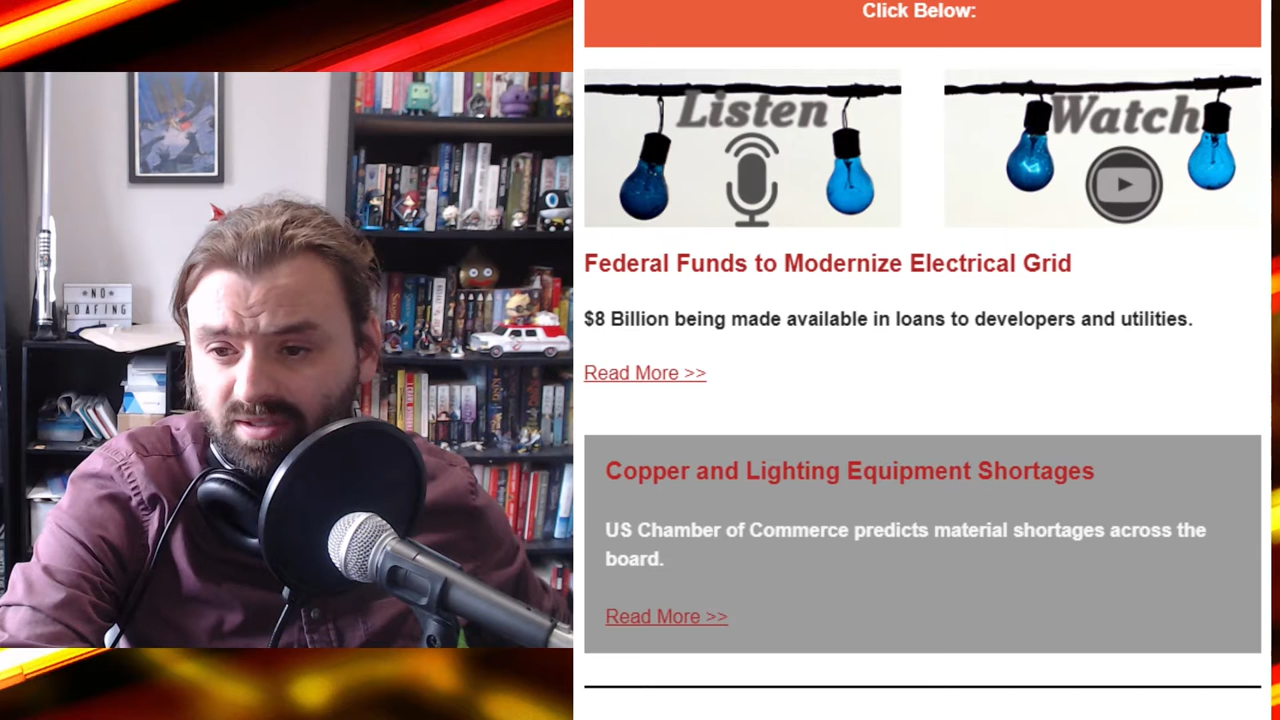 Click Below:
Listen
Watch
Federal Funds to Modernize Electrical Grid
$8 Billion being made available in loans to developers and utilities.
Read More >>
Copper and Lighting Equipment Shortages
US Chamber of Commerce predicts material shortages across the
board.
Read More >>
NO
LOAFING